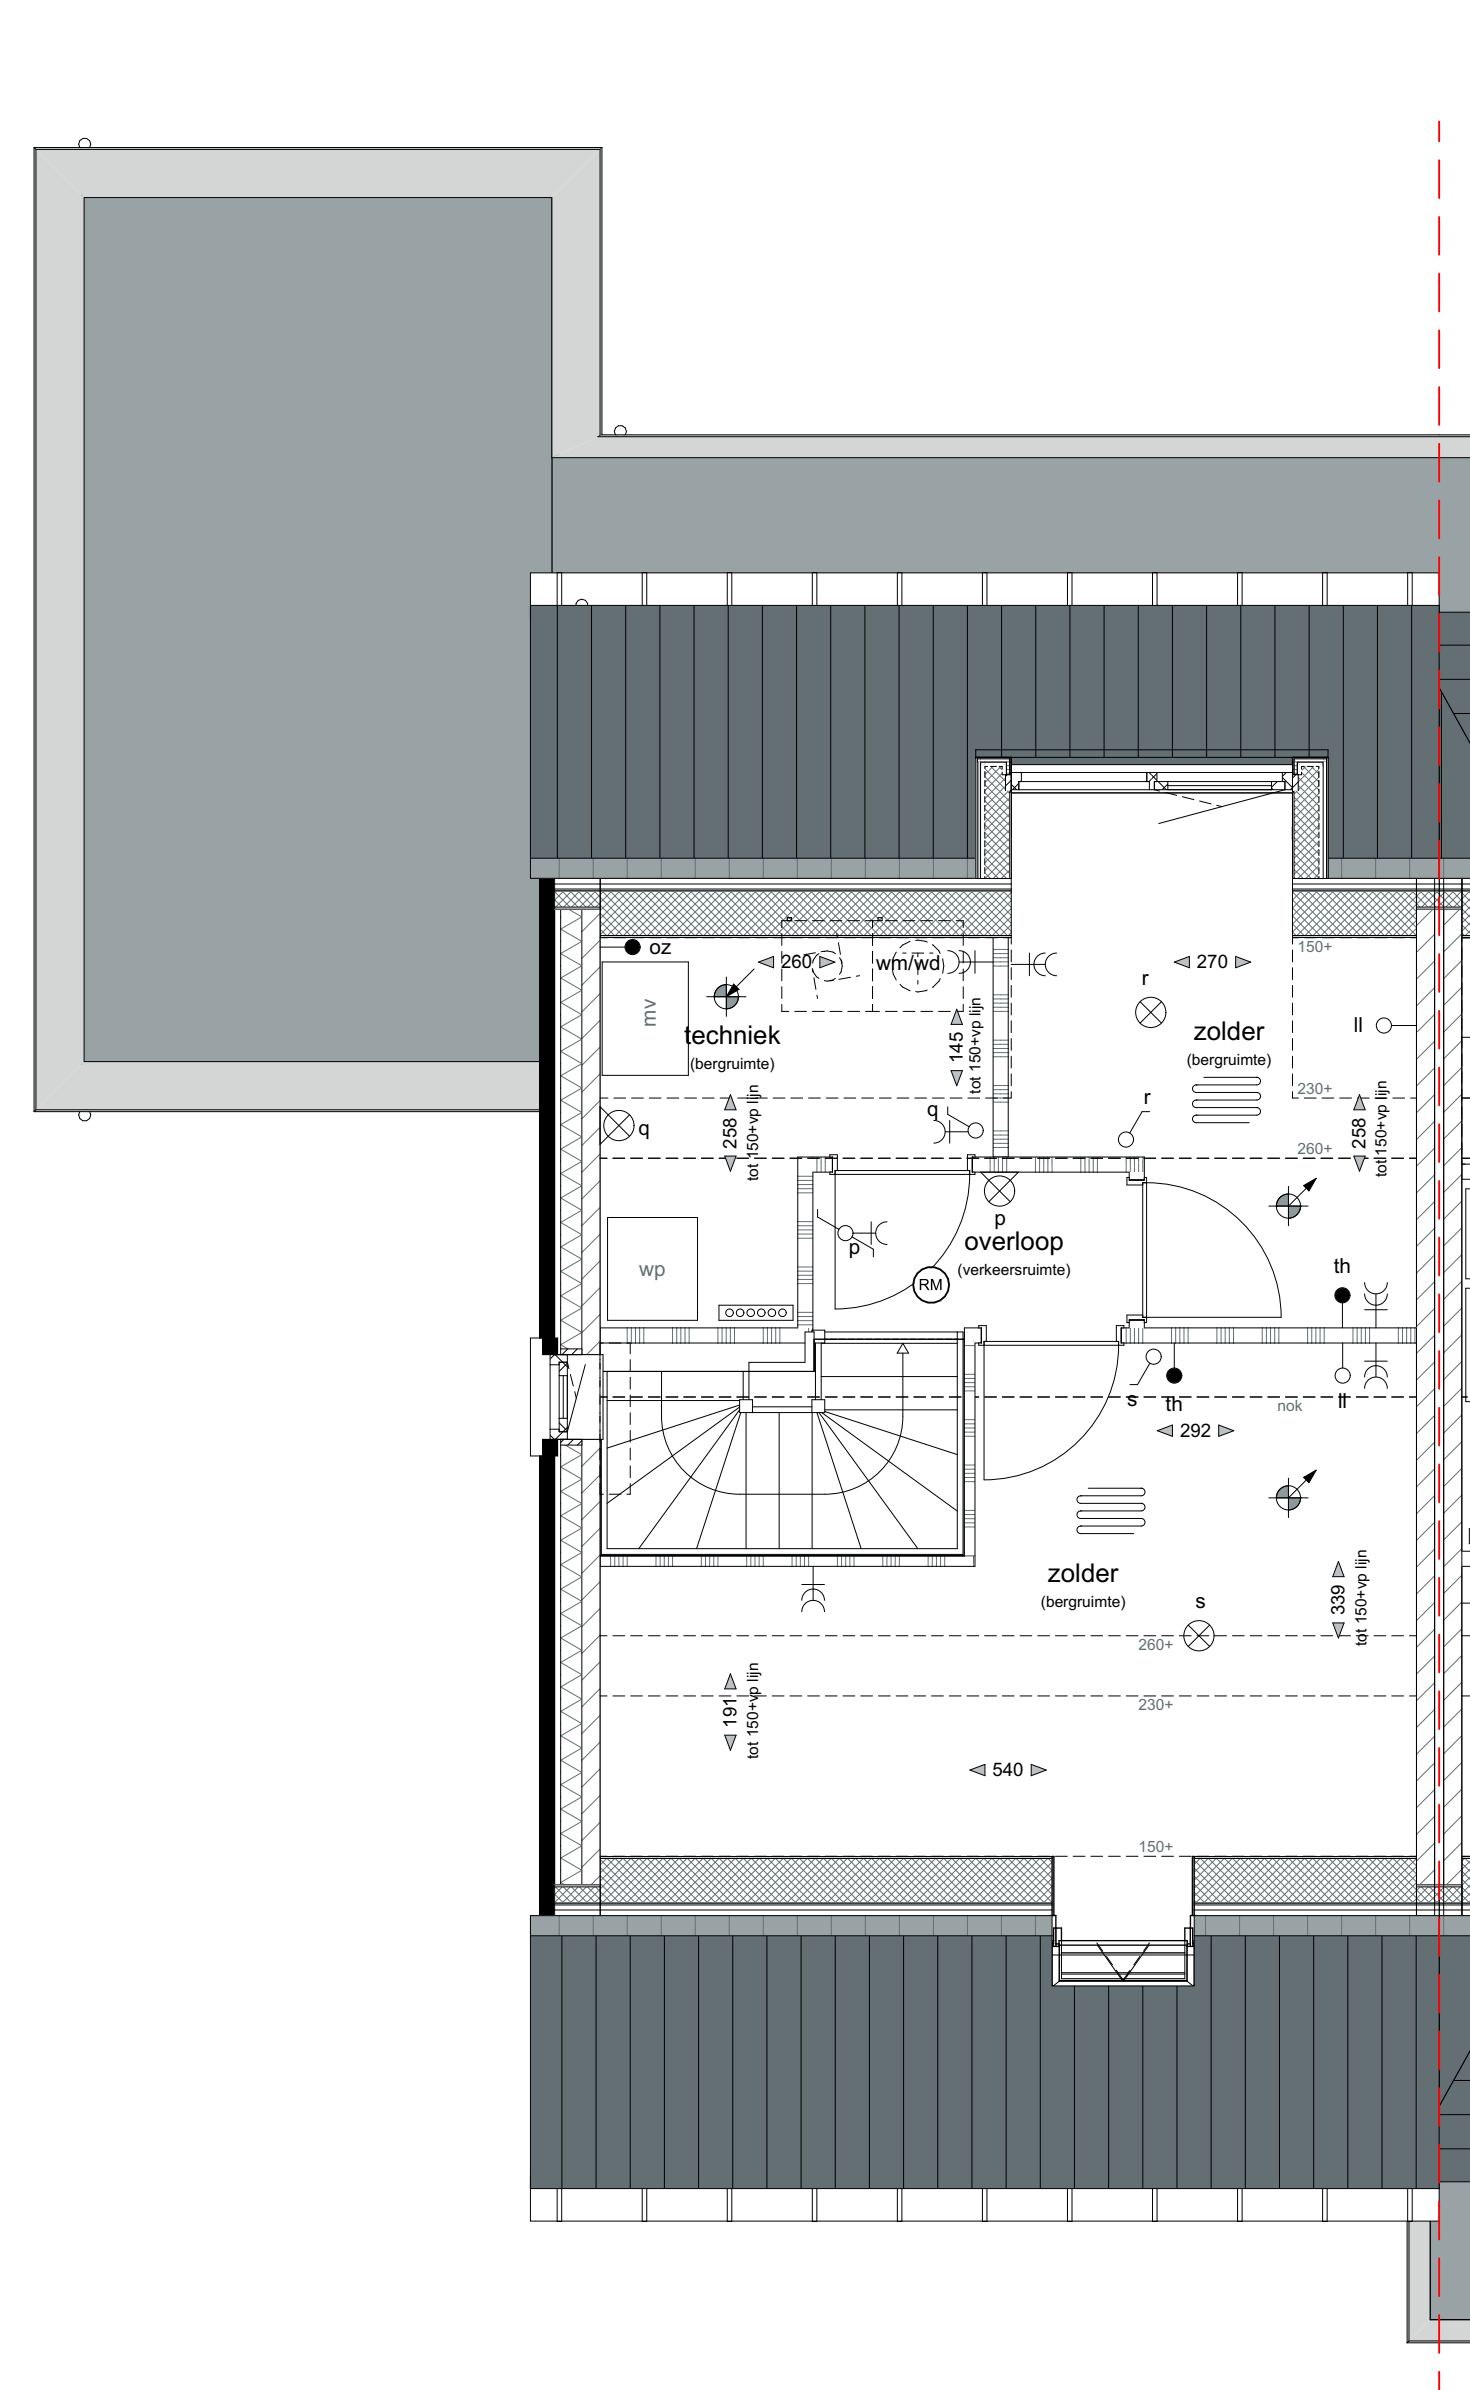 oz
260
wm/wd
270
150+
mv
r
techniek
(bergruimte)
145
tot 150+vp lijn
zolder
(bergruimte)
ll
230+
258
tot 150+vp lijn
q
q
r
258
tot 150+vp lijn
260+
p
p
overloop
(verkeersruimte)
RM
wp
th
s
th
ll
nok
292
zolder
(bergruimte)
s
339
tot 150+vp lijn
260+
191
tot 150+vp lijn
230+
540
150+